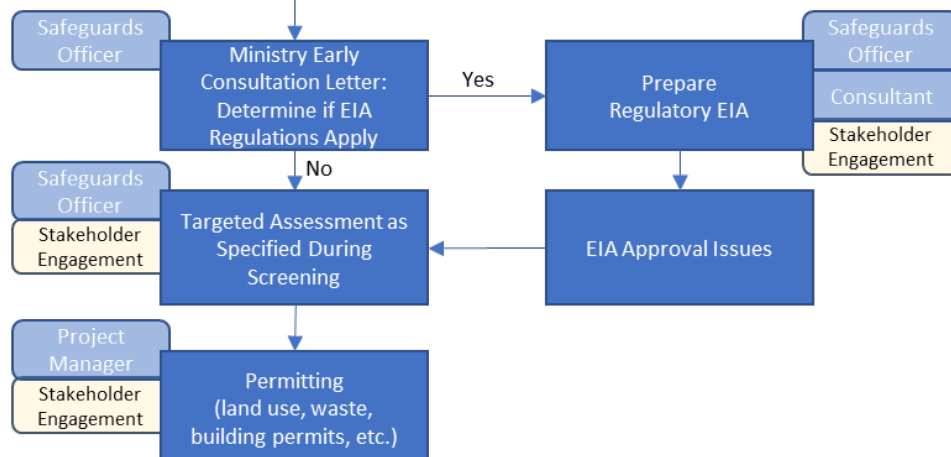 Safeguards
Officer
Ministry Early
Consultation Letter:
Determine if EIA
Regulations Apply
Yes
Prepare
Regulatory EIA
Safeguards
Officer
Consultant
Stakeholder
Engagement
No
Safeguards
Officer
Stakeholder
Engagement
Targeted Assessment as
Specified During
Screening
EIA Approval Issues
Project
Manager
Stakeholder
Engagement
Permitting
(land use, waste,
building permits, etc.)